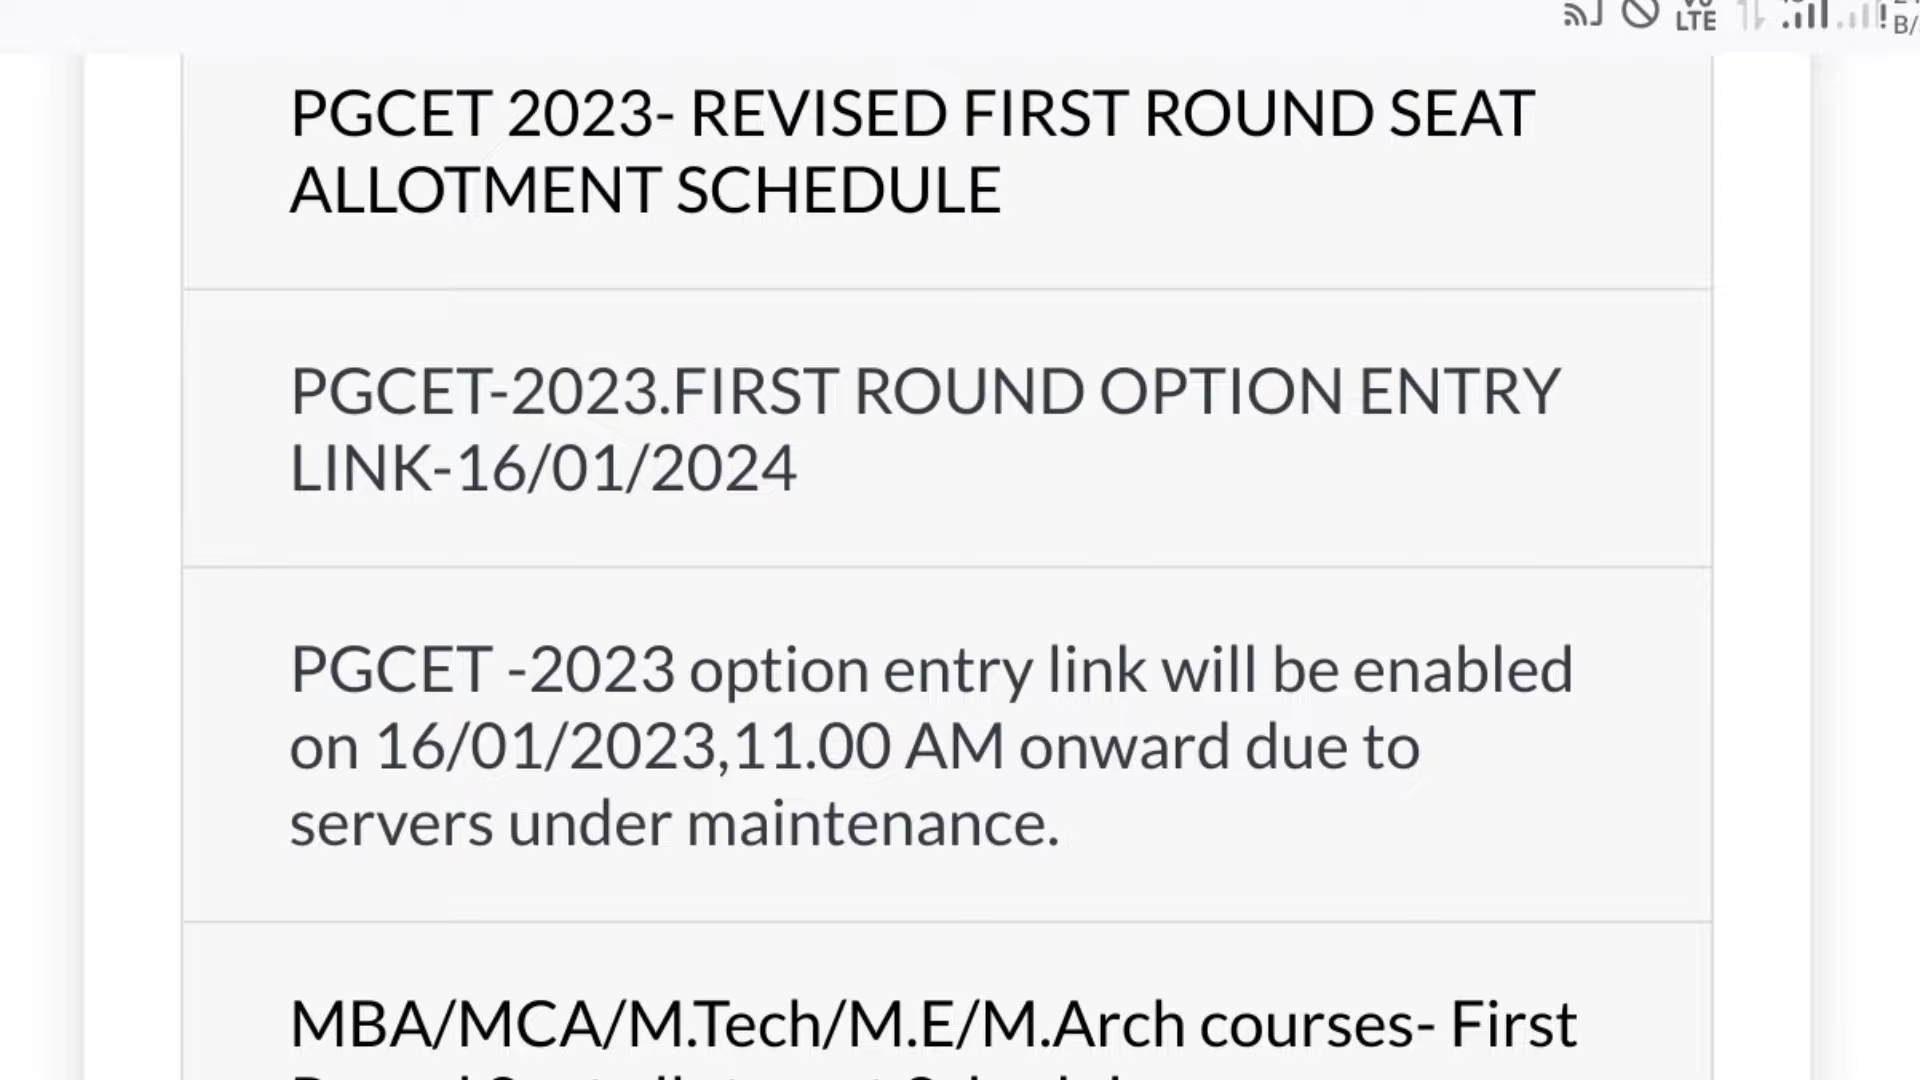 LTE
B/
PGCET 2023- REVISED FIRST ROUND SEAT
ALLOTMENT SCHEDULE
PGCET-2023.FIRST ROUND OPTION ENTRY
LINK-16/01/2024
PGCET -2023 option entry link will be enabled
on 16/01/2023,11.00 AM onward due to
servers under maintenance.
MBA/MCA/M.Tech/M.E/M.Arch courses- First